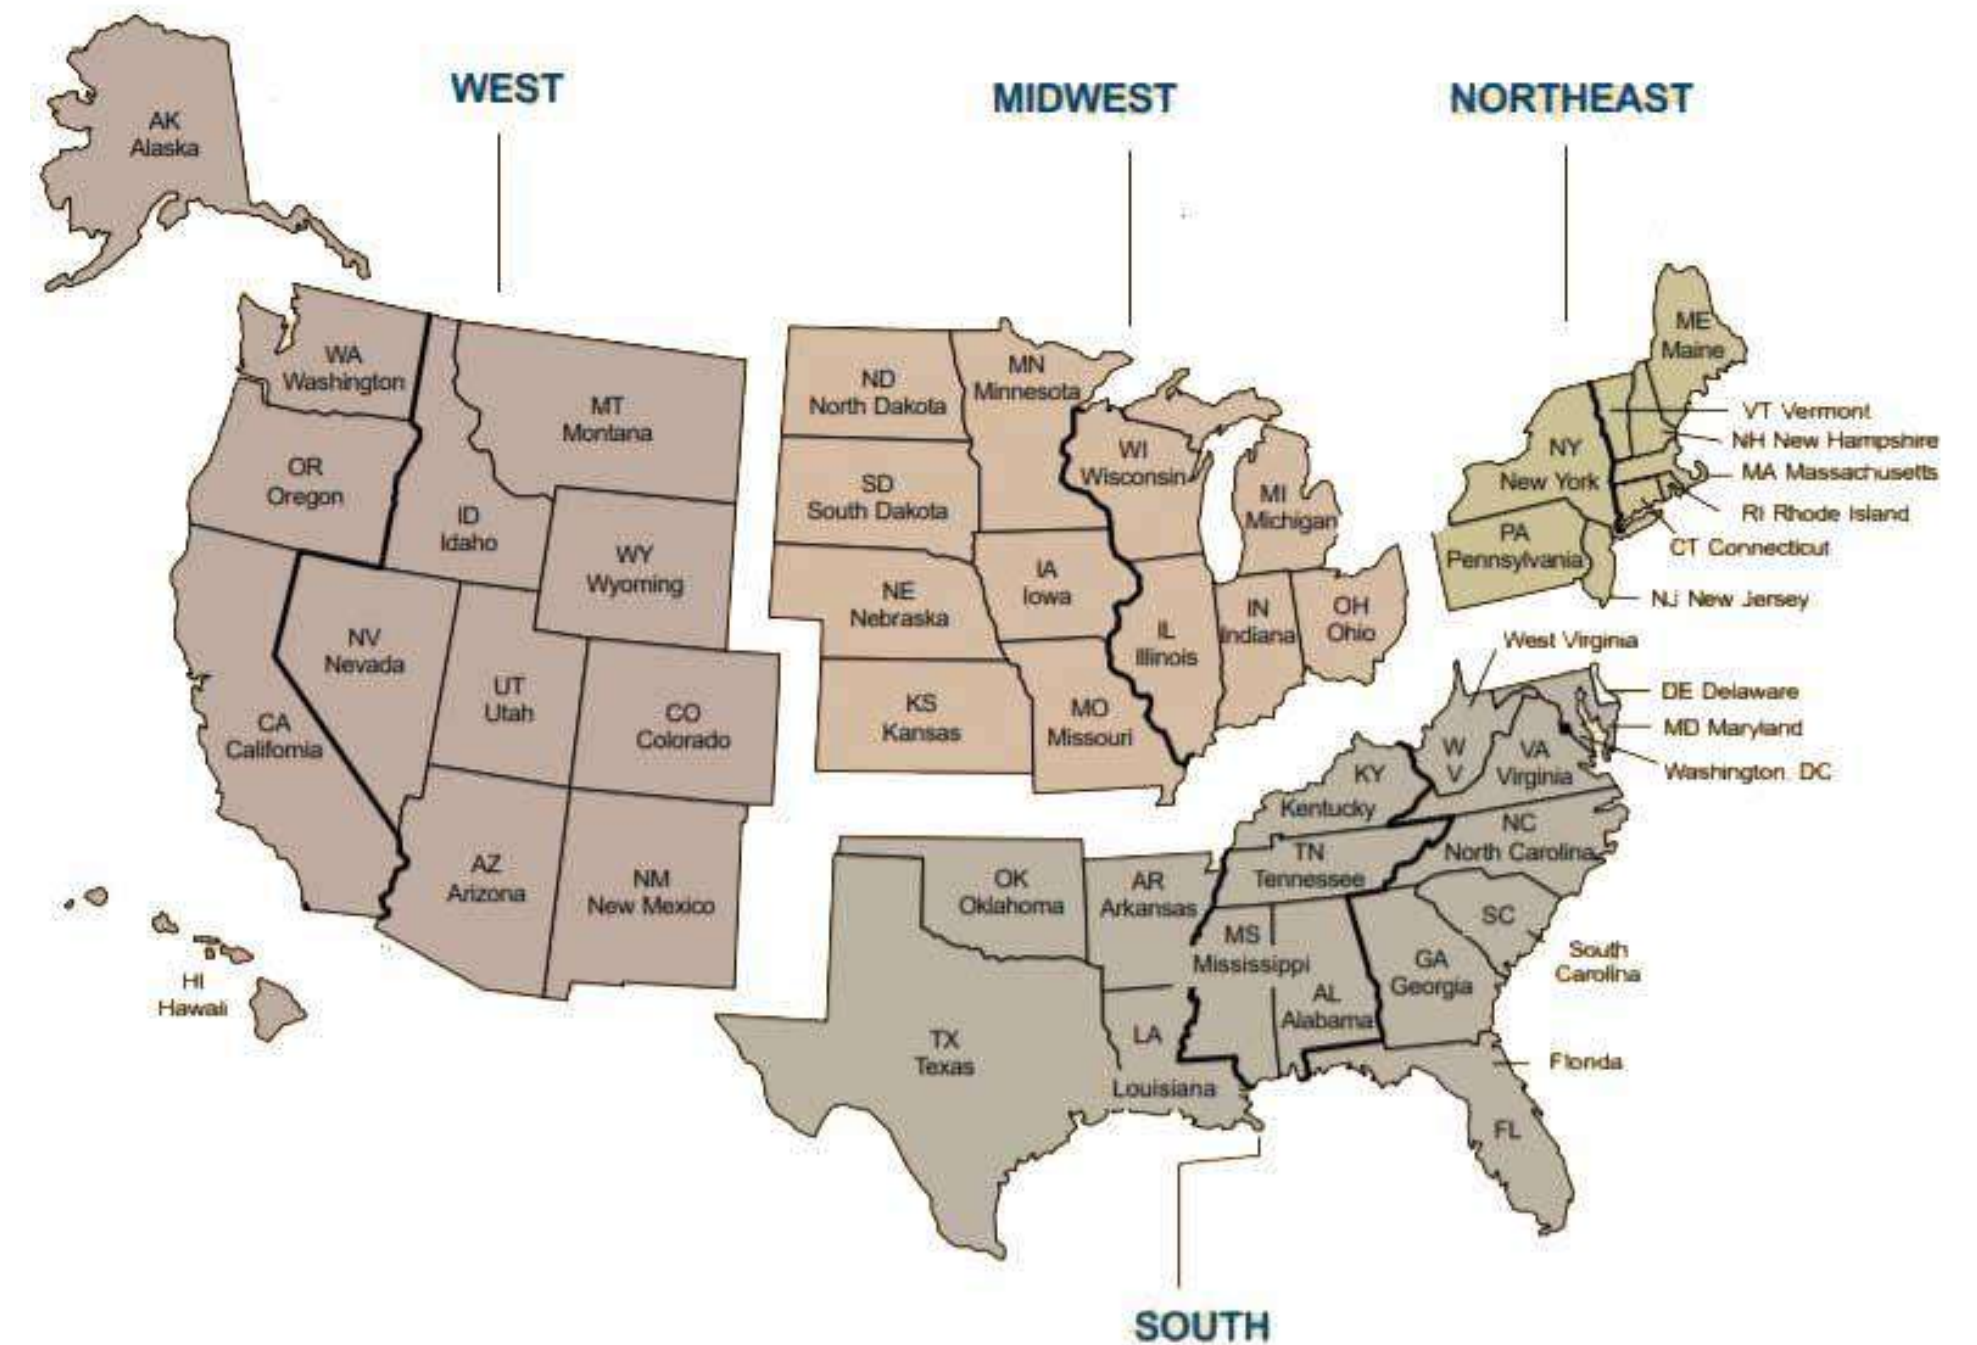 WEST
MIDWEST
NORTHEAST
AK
Alaska
WA
Washington
MT
Montana
OR
Oregon
ID
Idaho
WY
Wyoming
NV
Nevada
UT
Utah
CO
Colorado
CA
California
AZ
Arizona
NM
New Mexico
HI
Hawaii
ND
North Dakota
MN
Minnesota
SD
South Dakota
WI
Wisconsin
MI
Michigan
NE
Nebraska
IA
Iowa
IL
Illinois
IN
Indiana
OH
Ohio
KS
Kansas
MO
Missouri
ME
Maine
VT Vermont
NH New Hampshire
MA Massachusetts
RI Rhode Island
CT Connecticut
NJ New Jersey
NY
New York
PA
Pennsylvania
West Virginia
DE Delaware
MD Maryland
Washington DC
W
V
VA
Virginia
KY
Kentucky
NC
North Carolina
TN
Tennessee
OK
Oklahoma
AR
Arkansas
SC
South
Carolina
MS
Mississippi
GA
Georgia
AL
Alabama
TX
Texas
LA
Louisiana
Florida
FL
SOUTH